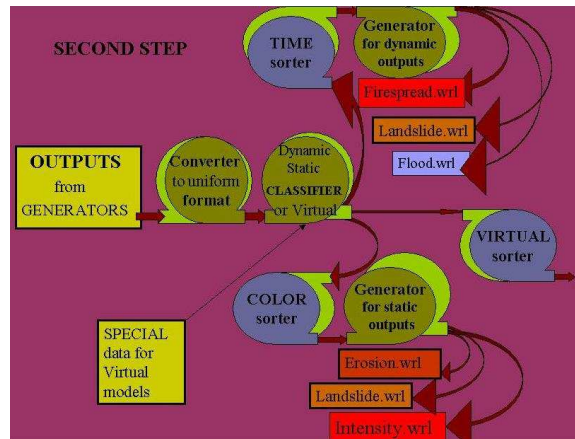 SECOND STEP
TIME
sorter
Generator
for dynamic
outputs
Firespread.wrl
Landslide.wrl
Flood.wrl
OUTPUTS
from
GENERATORS
Converter
to uniform
format
Dynamic
Static
CLASSIFIER
or Virtual
VIRTUAL
sorter
COLOR
sorter
Generator
for static
outputs
SPECIAL
data for
Virtual
models
Erosion.wrl
Landslide.wrl
Intensity.wrl